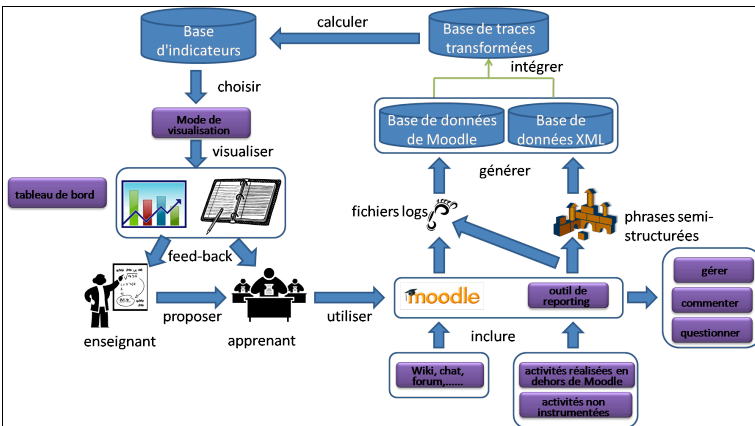 calculer
Base
d'indicateurs
Base de traces
transformées
intégrer
choisir
Mode de
visualisation
Base de données
de Moodle
Base de
données XML
visualiser
générer
tableau de bord
fichiers logs
phrases semi-
structurées
feed-back
moodle
outil de
reporting
gérer
commenter
questionner
proposer
utiliser
enseignant
apprenant
inclure
Wiki, chat,
forum,......
activités réalisées en
dehors de Moodle
activités non
instrumentées